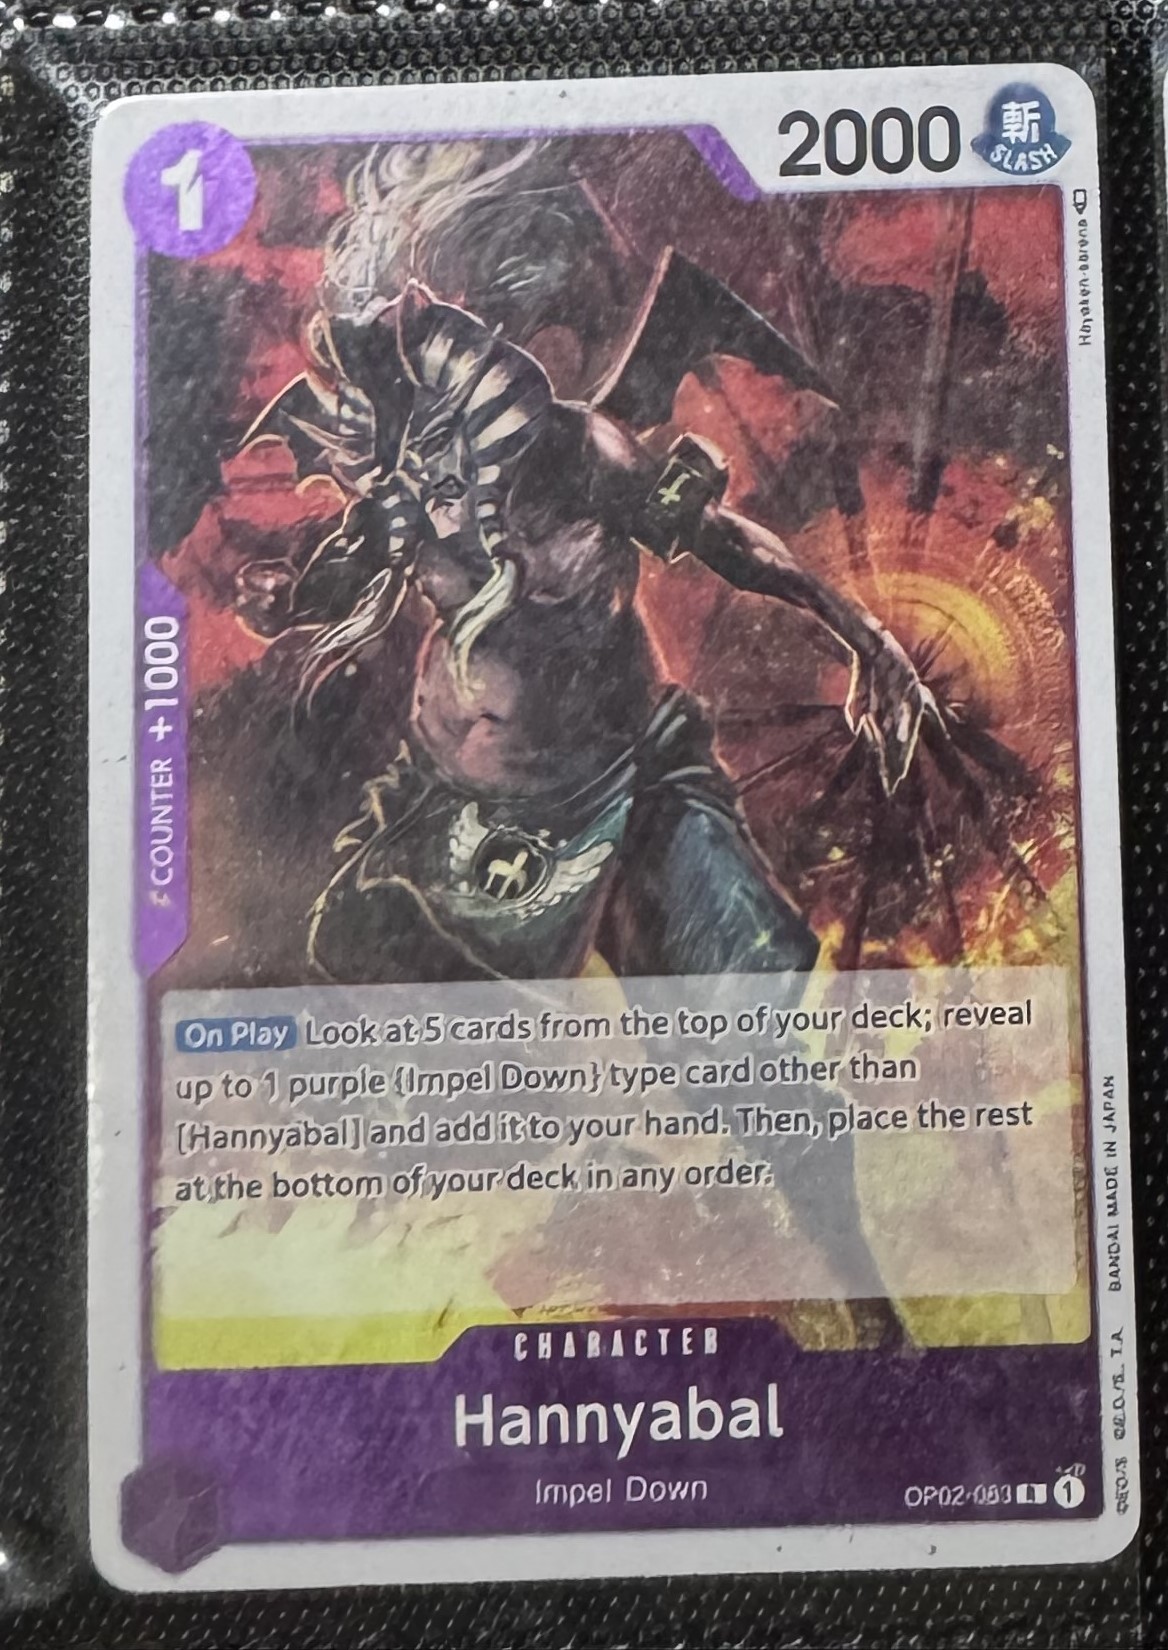 1
2000
斬
SLASH
COUNTER +1000
On Play Look at 5 cards from the top of your deck; reveal
up to 1 purple {Impel Down} type card other than
[Hannyabal] and add it to your hand. Then, place the rest
at the bottom of your deck in any order.
BANDAI MADE IN JAPAN
CHARACTER
Hannyabal
Impel Down
1